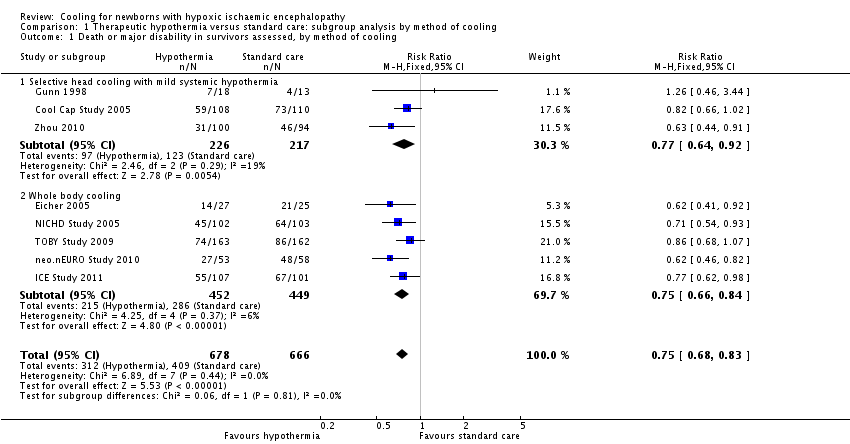 Review: Cooling for newborns with hypoxic ischaemic encephalopathy
Comparison: 1 Therapeutic hypothermia versus standard care: subgroup analysis by method of cooling
Outcome: 1 Death or major disability in survivors assessed, by method of cooling
Study or subgroup Hypothermia Standard care Risk Ratio Weight Risk Ratio
n/N n/N M-H,Fixed,95% CI M-H,Fixed,95% CI
1 Selective head cooling with mild systemic hypothermia
Gunn 1998 7/18 4/13 1.1 % 1.26 [ 0.46, 3.44 ]
Cool Cap Study 2005 59/108 73/110 17.6 % 0.82 [ 0.66, 1.02 ]
Zhou 2010 31/100 46/94 11.5 % 0.63 [ 0.44, 0.91 ]
Subtotal (95% CI) 226 217 30.3 % 0.77 [ 0.64, 0.92 ]
Total events: 97 (Hypothermia), 123 (Standard care)
Heterogeneity: Chi² = 2.46, df = 2 (P = 0.29); I² =19%
Test for overall effect: Z = 2.78 (P = 0.0054)
2 Whole body cooling
Eicher 2005 14/27 21/25 5.3 % 0.62 [ 0.41, 0.92 ]
NICHD Study 2005 45/102 64/103 15.5 % 0.71 [ 0.54, 0.93 ]
TOBY Study 2009 74/163 86/162 21.0 % 0.86 [ 0.68, 1.07 ]
neo.nEURO Study 2010 27/53 48/58 11.2 % 0.62 [ 0.46, 0.82 ]
ICE Study 2011 55/107 67/101 16.8 % 0.77 [ 0.62, 0.98 ]
Subtotal (95% CI) 452 449 69.7 % 0.75 [ 0.66, 0.84 ]
Total events: 215 (Hypothermia), 286 (Standard care)
Heterogeneity: Chi² = 4.25, df = 4 (P = 0.37); I² =6%
Test for overall effect: Z = 4.80 (P < 0.00001)
Total (95% CI) 678 666 100.0 % 0.75 [ 0.68, 0.83 ]
Total events: 312 (Hypothermia), 409 (Standard care)
Heterogeneity: Chi² = 6.89, df = 7 (P = 0.44); I² =0.0%
Test for overall effect: Z = 5.53 (P < 0.00001)
Test for subgroup differences: Chi² = 0.06, df = 1 (P = 0.81), I² =0.0%
0.2 0.5 1 2 5
Favours hypothermia Favours standard care